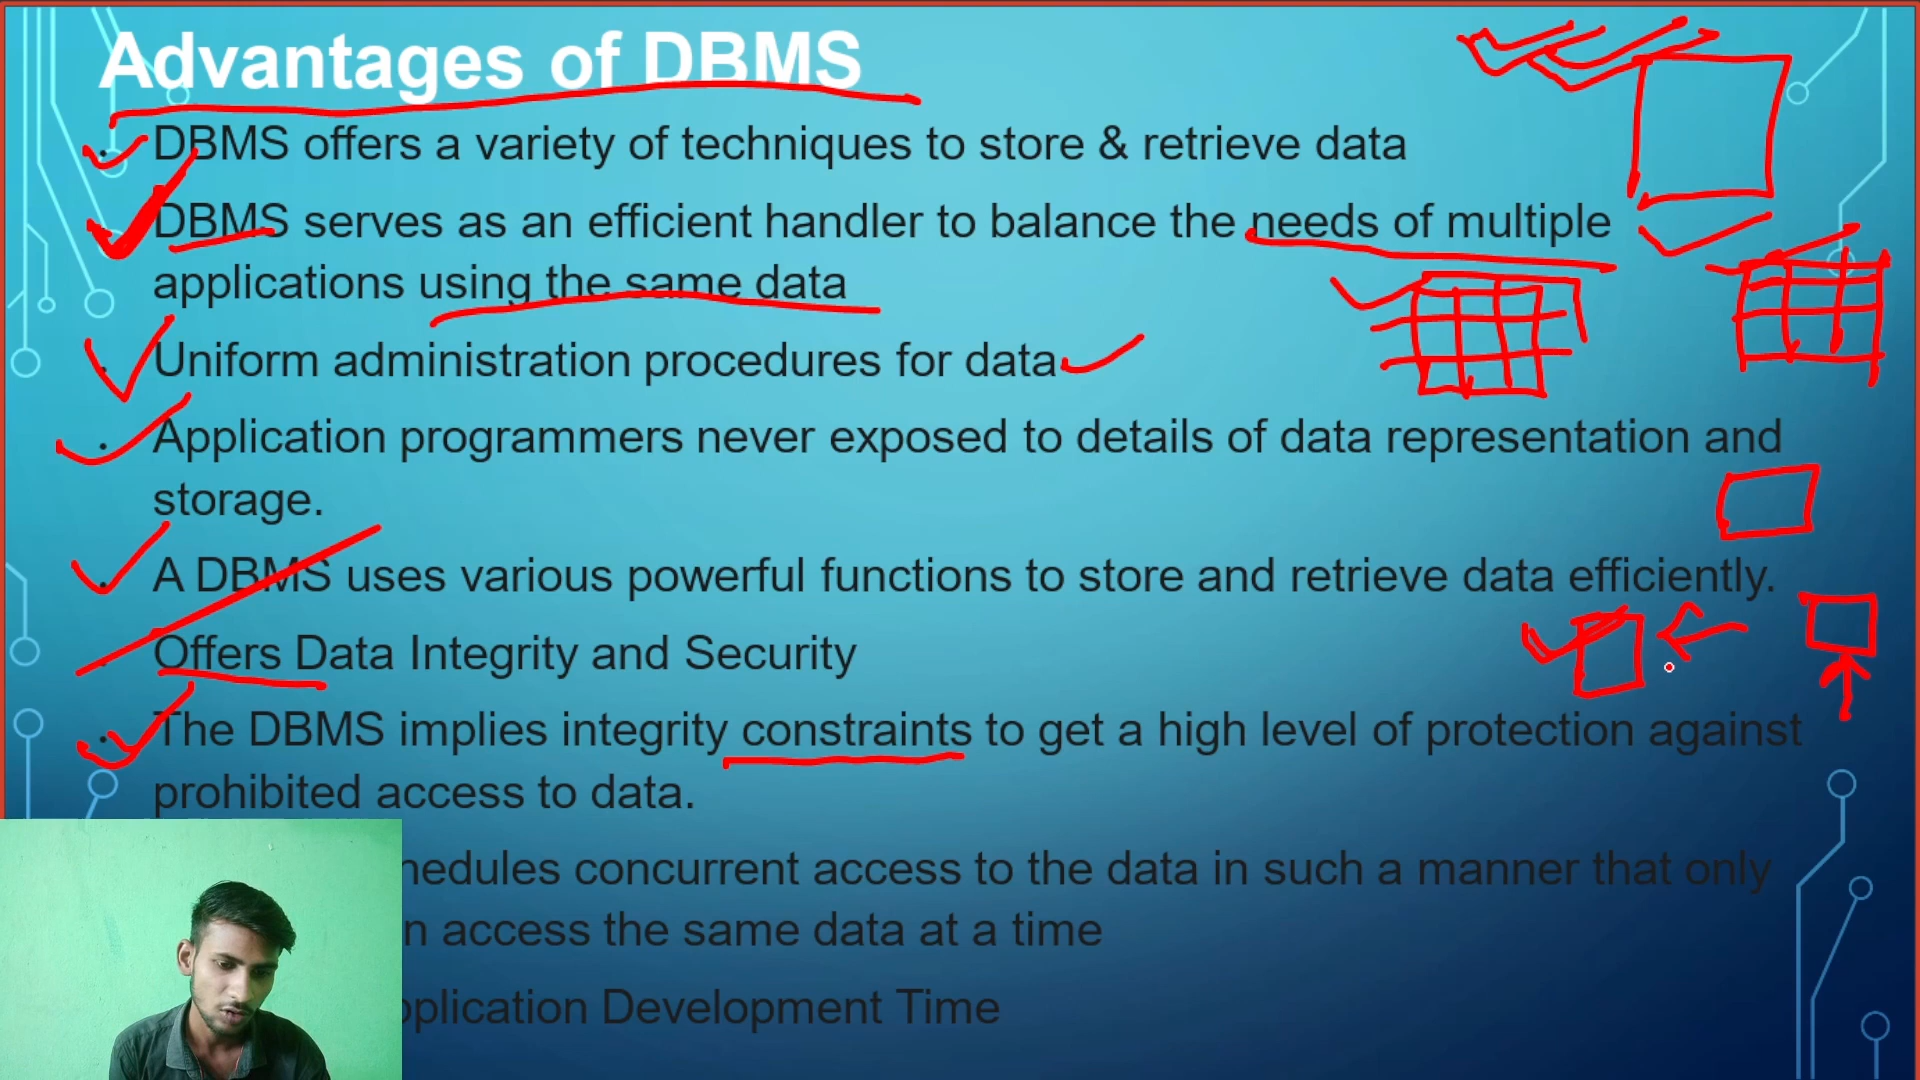 Advantages of DBMS
• DBMS offers a variety of techniques to store & retrieve data
• DBMS serves as an efficient handler to balance the needs of multiple
applications using the same data
• Uniform administration procedures for data
• Application programmers never exposed to details of data representation and
storage.
• A DBMS uses various powerful functions to store and retrieve data efficiently.
• Offers Data Integrity and Security
• The DBMS implies integrity constraints to get a high level of protection against
prohibited access to data.
hedules concurrent access to the data in such a manner that only
n access the same data at a time
plication Development Time